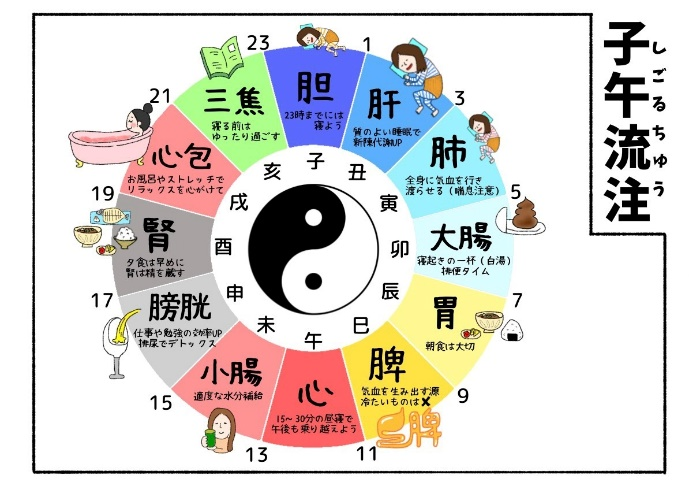 子午流注
しごるちゅう
23
1
3
5
7
9
11
13
15
17
19
21
胆
23時までには
寝よう
肝
質のよい睡眠で
新陳代謝UP
肺
全身に気血を行き
渡らせる（喘息注意）
大腸
寝起きの一杯（白湯）
排便タイム
胃
朝食は大切
脾
気血を生み出す源
冷たいものは✖
脾
心
15～30分の昼寝で
午後も乗り越えよう
小腸
適度な水分補給
膀胱
仕事や勉強の効率UP
排尿でデトックス
腎
夕食は早めに
腎は精を蔵す
心包
お風呂やストレッチで
リラックスを心がけて
三焦
寝る前は
ゆったり過ごす
子
丑
寅
卯
辰
巳
午
未
申
酉
戌
亥